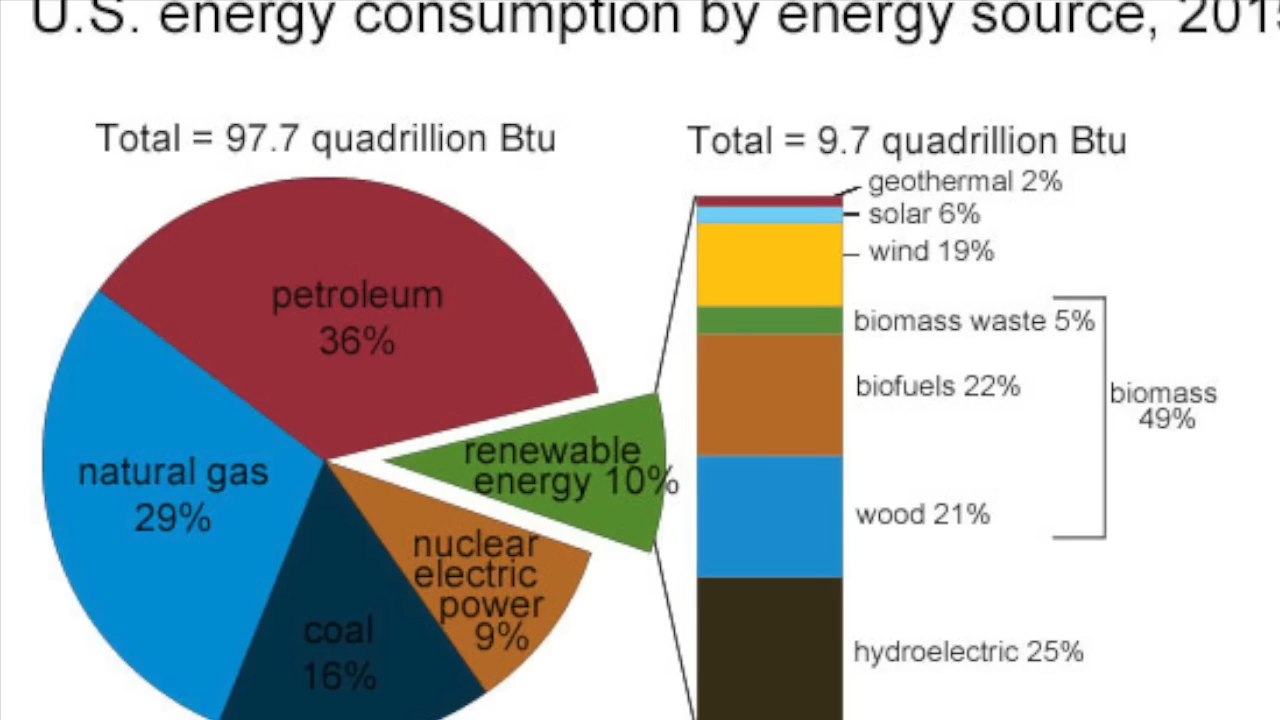 U.S. energy consumption by energy source,
Total = 97.7 quadrillion Btu
petroleum
36%
natural gas
29%
coal
16%
nuclear
electric
power
9%
renewable
energy 10%
Total = 9.7 quadrillion Btu
geothermal 2%
solar 6%
wind 19%
biomass waste 5%
biofuels 22%
wood 21%
biomass
49%
hydroelectric 25%